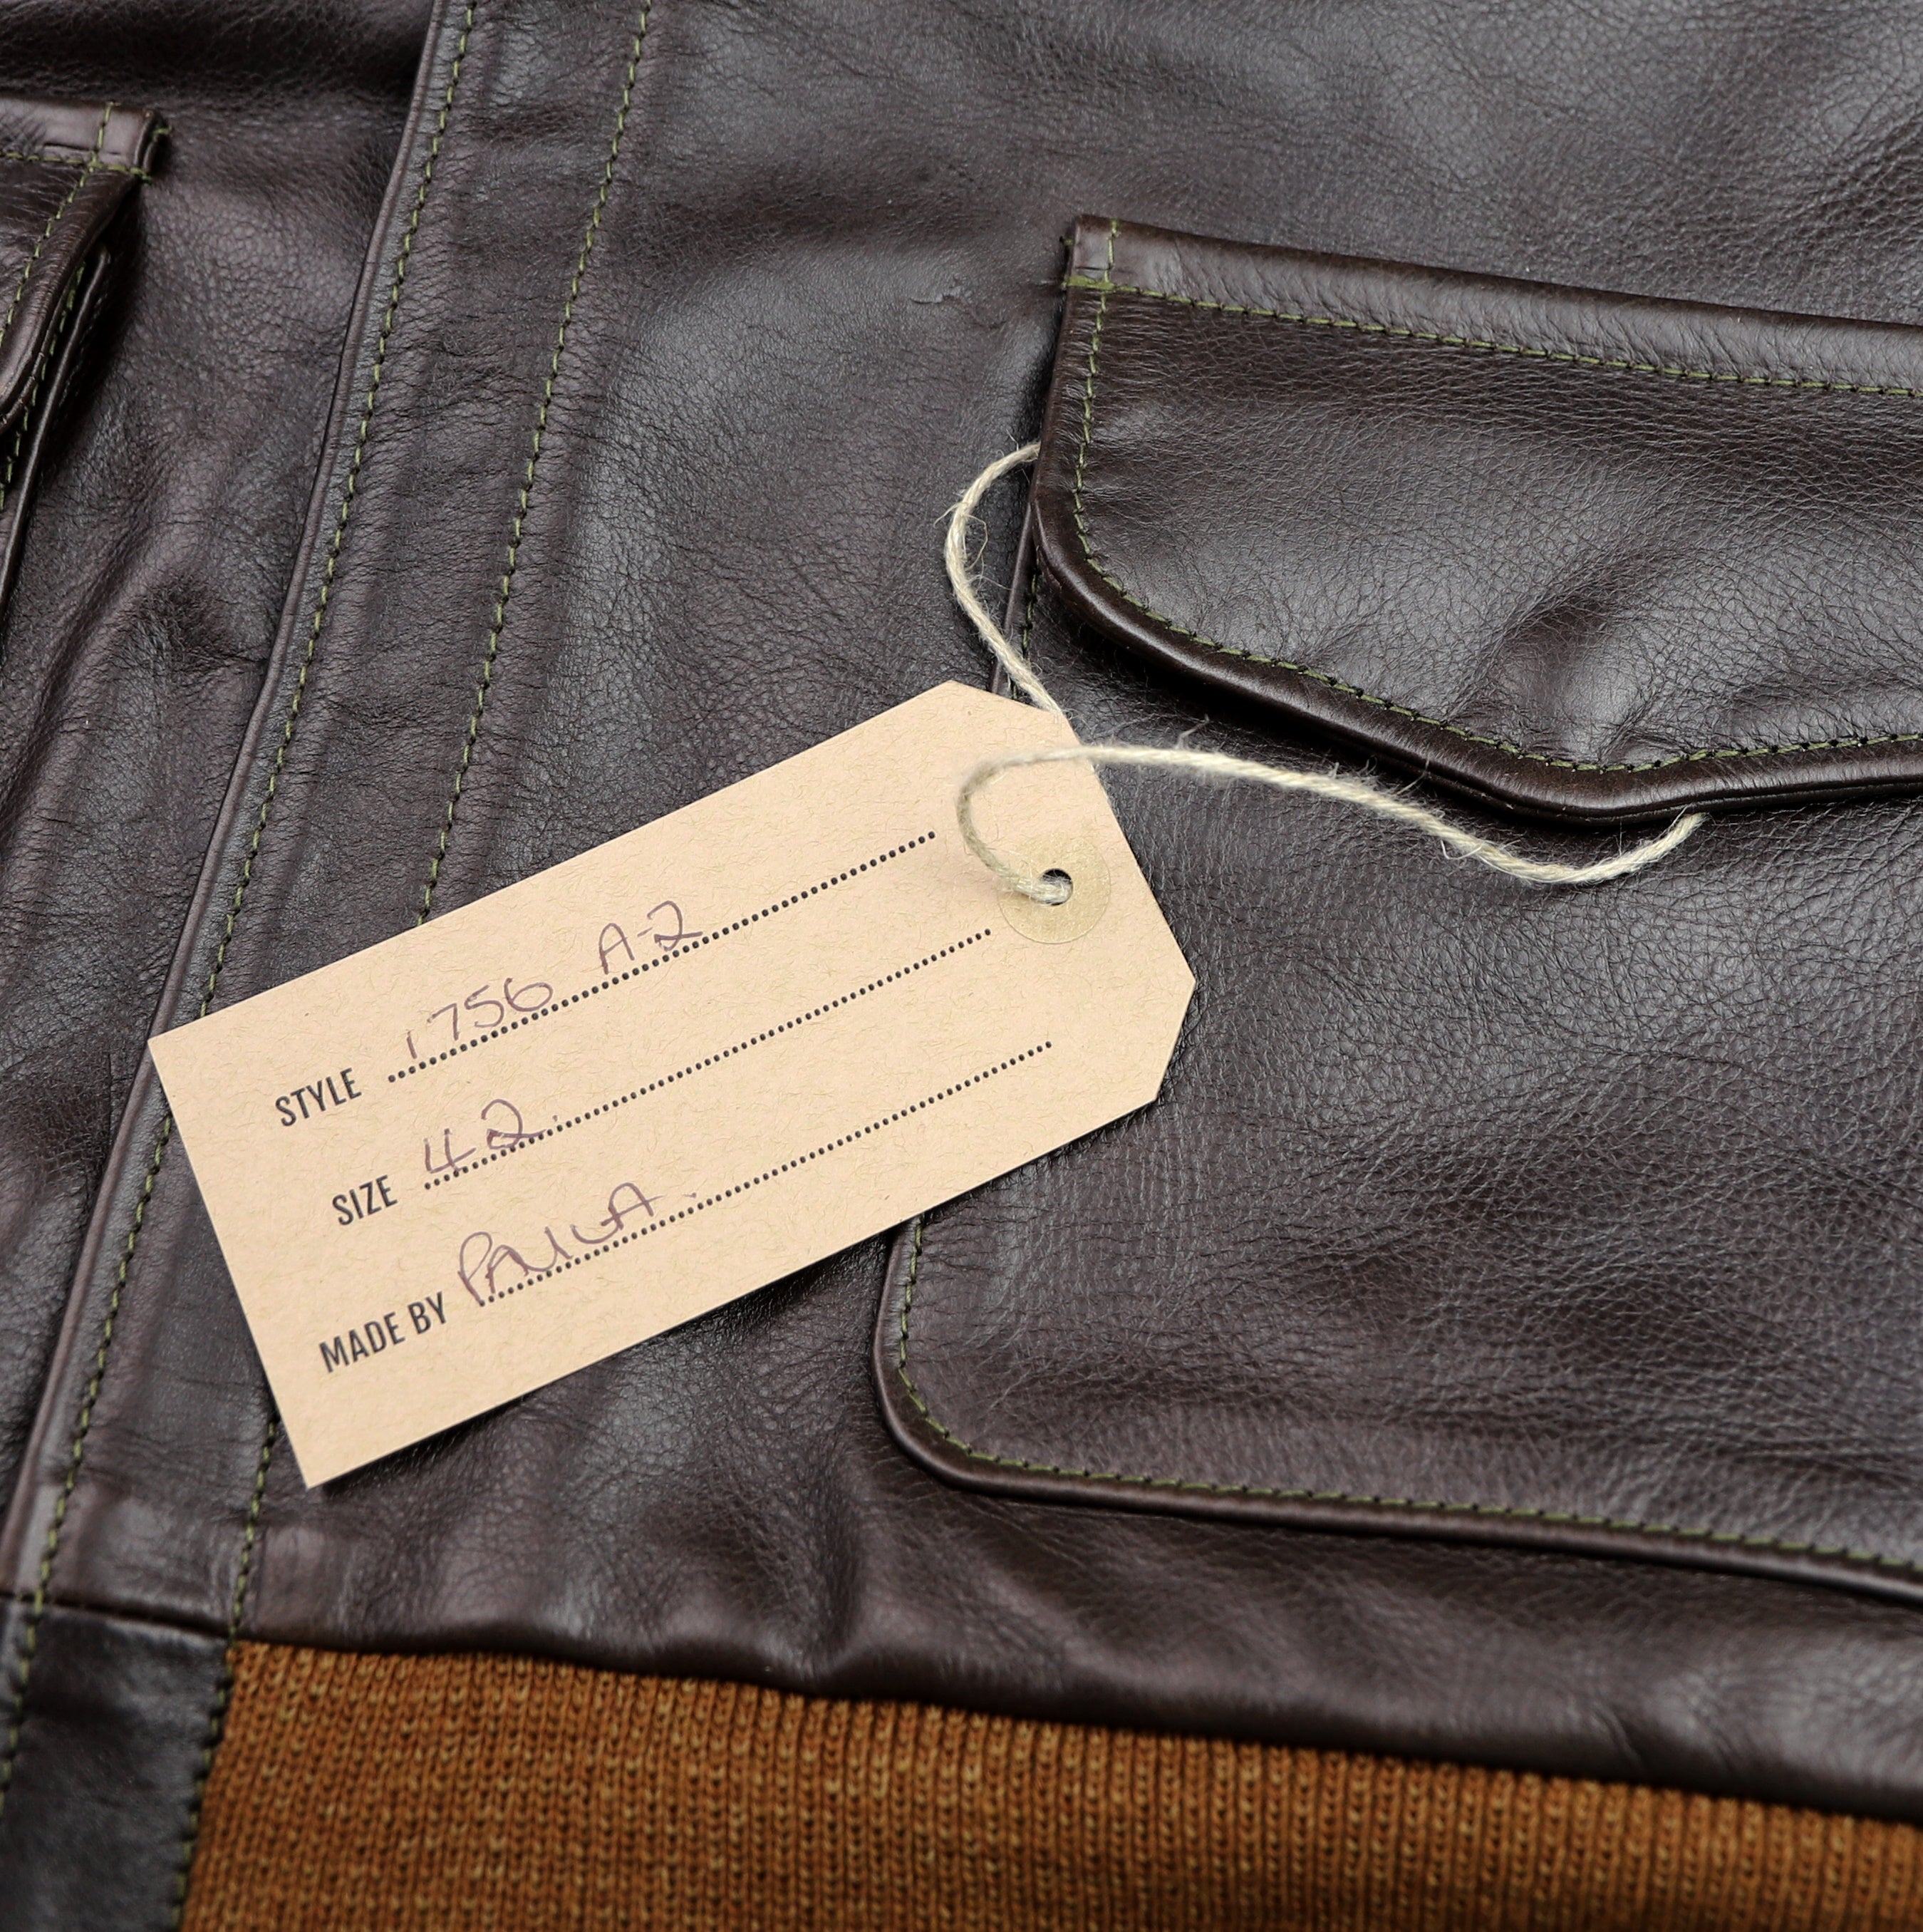 STYLE 1756 A-2
SIZE 42.
MADE BY PAULA.